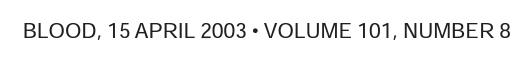 BLOOD, 15 APRIL 2003 • VOLUME 101, NUMBER 8